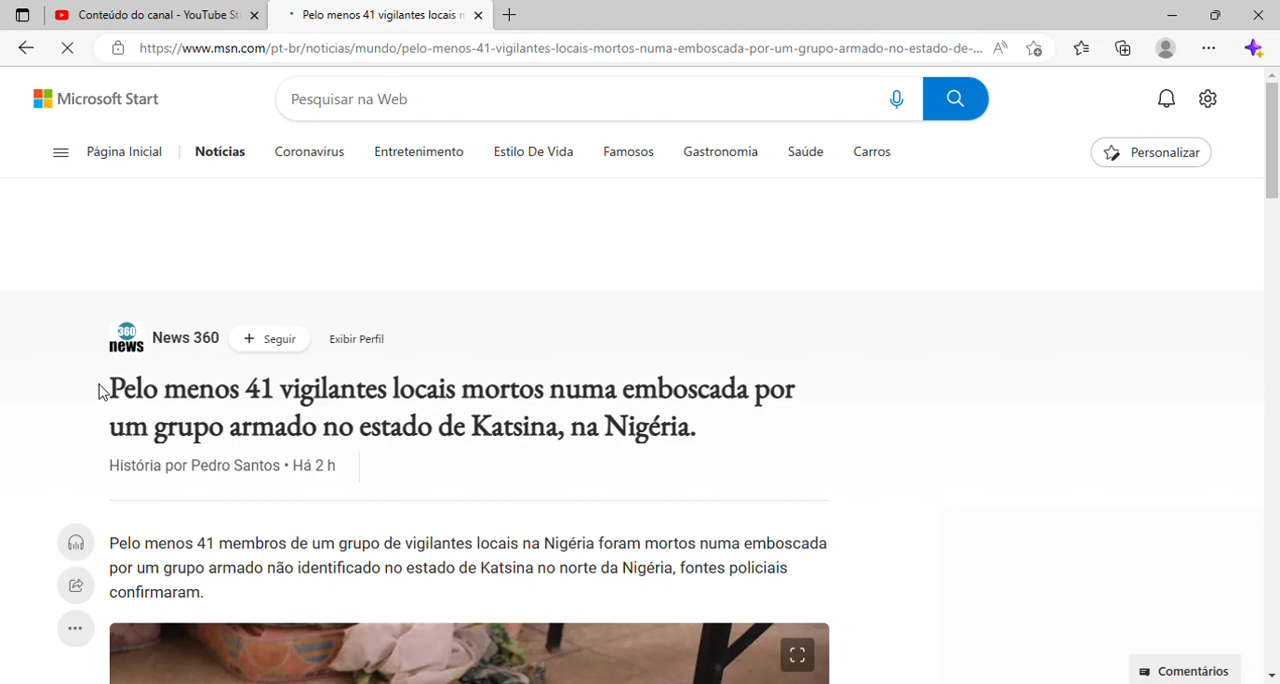 Conteúdo do canal - YouTube St
Pelo menos 41 vigilantes locais n
https://www.msn.com/pt-br/noticias/mundo/pelo-menos-41-vigilantes-locais-mortos-numa-emboscada-por-um-grupo-armado-no-estado-de-...
Microsoft Start
Pesquisar na Web
Página Inicial
Notícias
Coronavírus
Entretenimento
Estilo De Vida
Famosos
Gastronomia
Saúde
Carros
Personalizar
360 news
News 360
+ Seguir
Exibir Perfil
Pelo menos 41 vigilantes locais mortos numa emboscada por
um grupo armado no estado de Katsina, na Nigéria.
História por Pedro Santos • Há 2 h
Pelo menos 41 membros de um grupo de vigilantes locais na Nigéria foram mortos numa emboscada
por um grupo armado não identificado no estado de Katsina no norte da Nigéria, fontes policiais
confirmaram.
Comentários